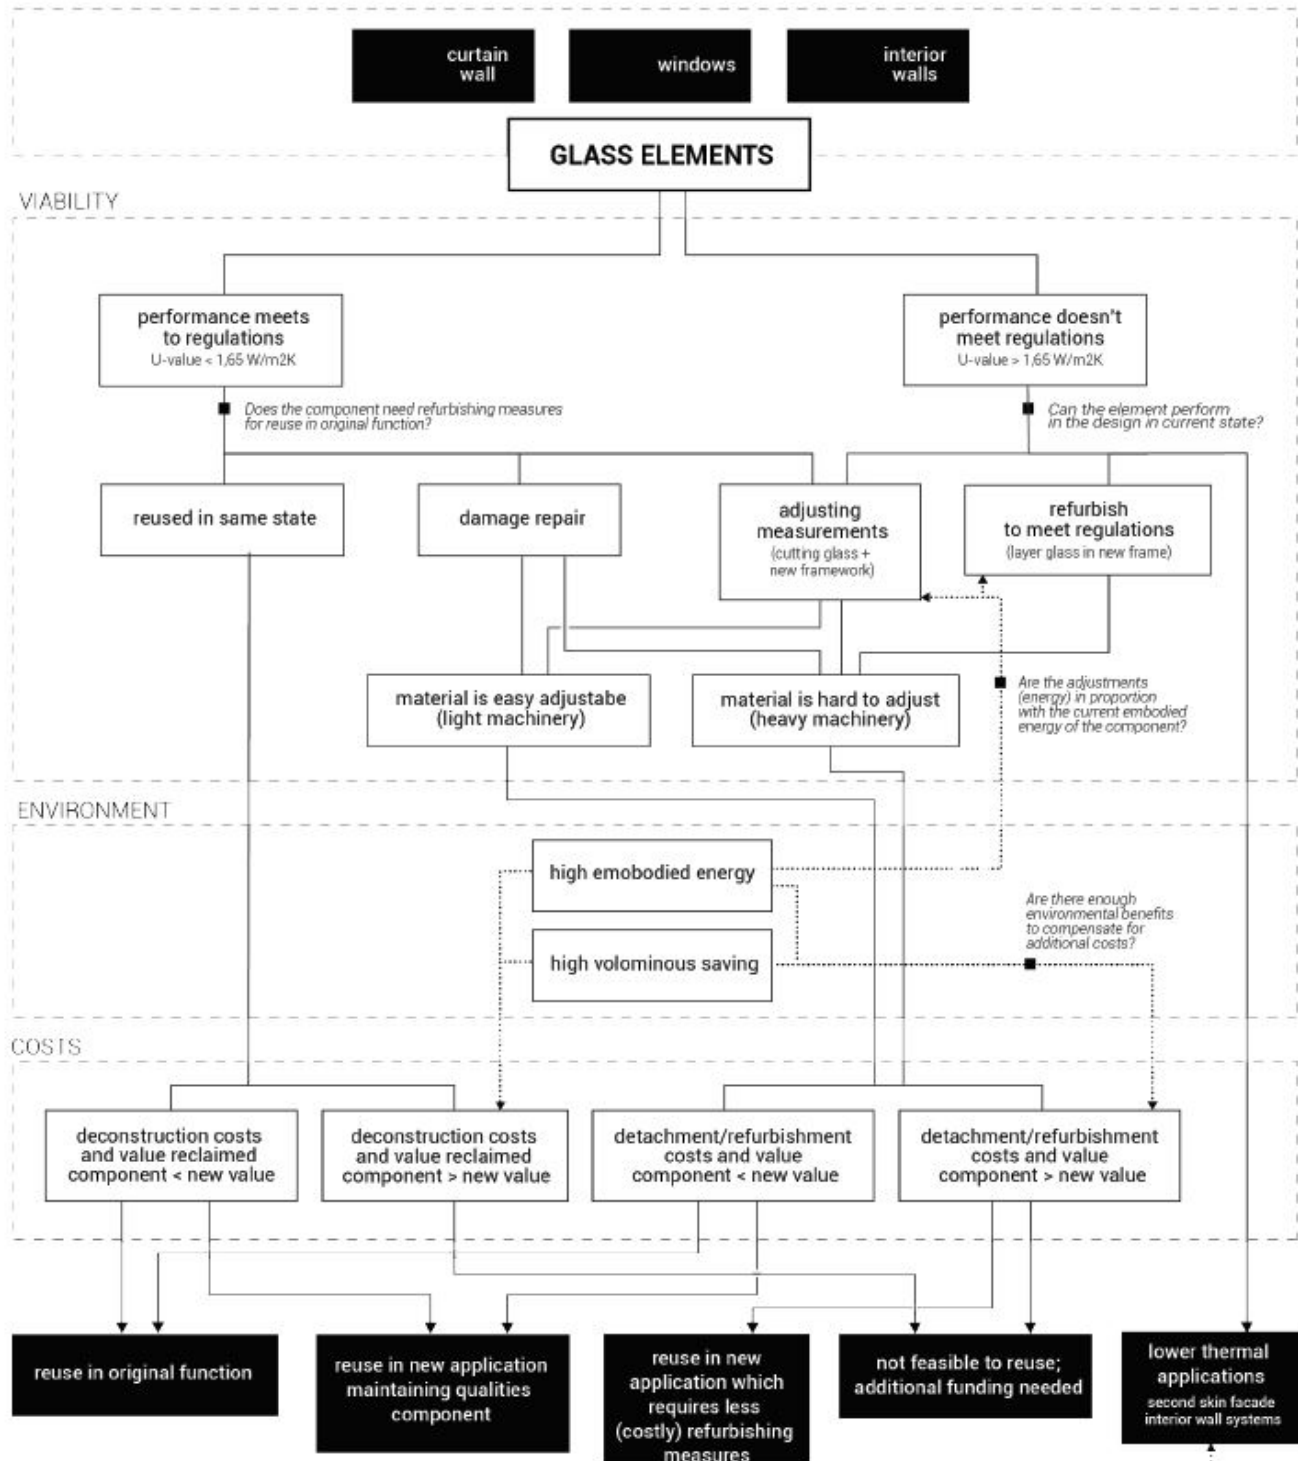 curtain
wall
windows
interior
walls
GLASS ELEMENTS
VIABILITY
performance meets
to regulations
U-value < 1,65 W/m2K
performance doesn't
meet regulations
U-value > 1,65 W/m2K
Does the component need refurbishing measures
for reuse in original function?
Can the element perform
in the design in current state?
reused in same state
damage repair
adjusting
measurements
(cutting glass +
new framework)
refurbish
to meet regulations
(layer glass in new frame)
material is easy adjustabe
(light machinery)
material is hard to adjust
(heavy machinery)
Are the adjustments
(energy) in proportion
with the current embodied
energy of the component?
ENVIRONMENT
high emobodied energy
high volominous saving
Are there enough
environmental benefits
to compensate for
additional costs?
COSTS
deconstruction costs
and value reclaimed
component < new value
deconstruction costs
and value reclaimed
component > new value
detachment/refurbishment
costs and value
component < new value
detachment/refurbishment
costs and value
component > new value
reuse in original function
reuse in new application
maintaining qualities
component
reuse in new
application which
requires less
(costly) refurbishing
measures
not feasible to reuse;
additional funding needed
lower thermal
applications
second skin facade
interior wall systems